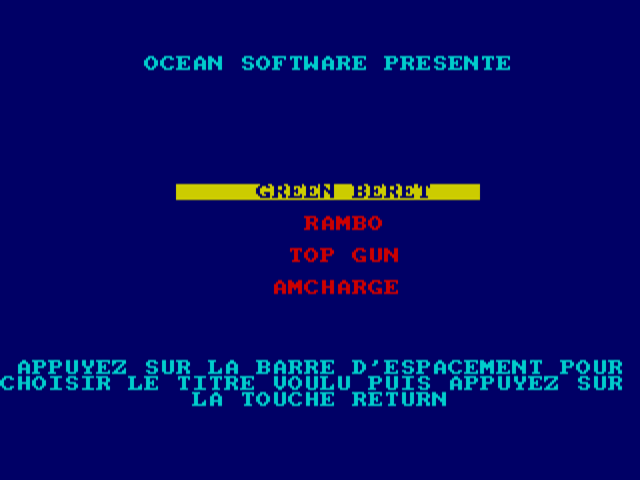 OCEAN SOFTWARE PRESENTE
GREEN BERET
RAMBO
TOP GUN
AMCHARGE
APPUYEZ SUR LA BARRE D'ESPACEMENT POUR
CHOISIR LE TITRE VOULU PUIS APPUYEZ SUR
LA TOUCHE RETURN